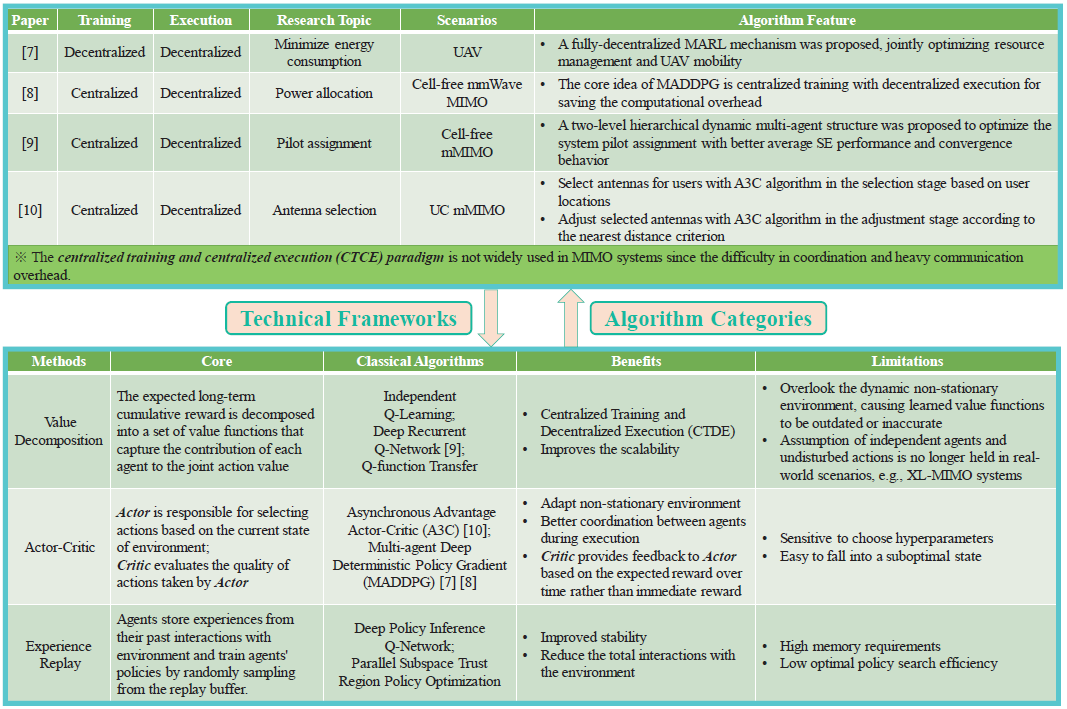 Paper Training Execution Research Topic Scenarios Algorithm Feature
[7] Decentralized Decentralized Minimize energy
consumption
UAV
• A fully-decentralized MARL mechanism was proposed, jointly optimizing resource
management and UAV mobility
[8] Centralized Decentralized Power allocation
Cell-free mmWave
MIMO
• The core idea of MADDPG is centralized training with decentralized execution for
saving the computational overhead
[9] Centralized Decentralized Pilot assignment
Cell-free
mMIMO
• A two-level hierarchical dynamic multi-agent structure was proposed to optimize the
system pilot assignment with better average SE performance and convergence
behavior
[10] Centralized Decentralized Antenna selection UC mMIMO
• Select antennas for users with A3C algorithm in the selection stage based on user
locations
• Adjust selected antennas with A3C algorithm in the adjustment stage according to
the nearest distance criterion
※ The centralized training and centralized execution (CTCE) paradigm is not widely used in MIMO systems since the difficulty in coordination and heavy communication
overhead.
Technical Frameworks
Algorithm Categories
Methods Core Classical Algorithms Benefits Limitations
Value
Decomposition
The expected long-term
cumulative reward is decomposed
into a set of value functions that
capture the contribution of each
agent to the joint action value
Independent
Q-Learning;
Deep Recurrent
Q-Network [9];
Q-function Transfer
• Centralized Training and
Decentralized Execution (CTDE)
• Improves the scalability
• Overlook the dynamic non-stationary
environment, causing learned value functions
to be outdated or inaccurate
• Assumption of independent agents and
undisturbed actions is no longer held in real-
world scenarios, e.g., XL-MIMO systems
Actor-Critic
Actor is responsible for selecting
actions based on the current state
of environment;
Critic evaluates the quality of
actions taken by Actor
Asynchronous Advantage
Actor-Critic (A3C) [10];
Multi-agent Deep
Deterministic Policy Gradient
(MADDPG) [7] [8]
• Adapt non-stationary environment
• Better coordination between agents
during execution
• Critic provides feedback to Actor
based on the expected reward over
time rather than immediate reward
• Sensitive to choose hyperparameters
• Easy to fall into a suboptimal state
Experience
Replay
Agents store experiences from
their past interactions with
environment and train agents'
policies by randomly sampling
from the replay buffer.
Deep Policy Inference
Q-Network;
Parallel Subspace Trust
Region Policy Optimization
• Improved stability
• Reduce the total interactions with
the environment
• High memory requirements
• Low optimal policy search efficiency